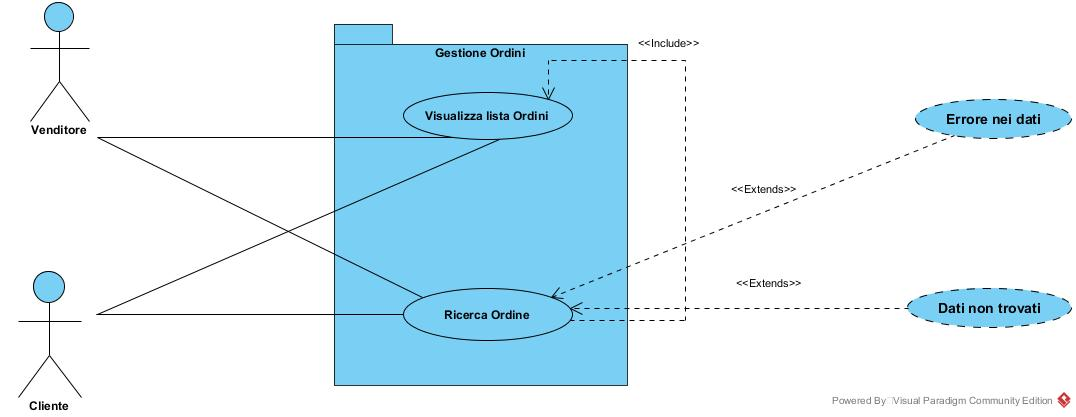 Gestione Ordini
<<Include>>
Visualizza lista Ordini
Venditore
Errore nei dati
<<Extends>>
<<Extends>>
Ricerca Ordine
Dati non trovati
Cliente
Powered By Visual Paradigm Community Edition